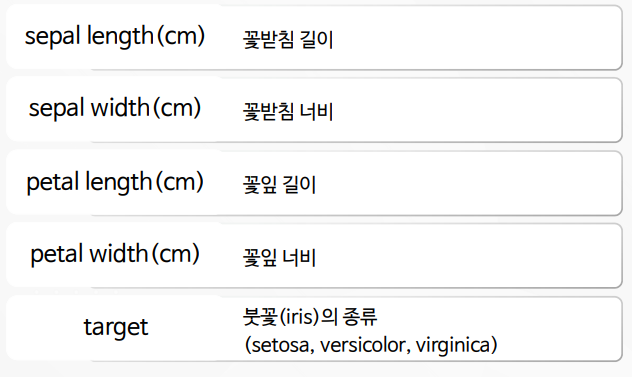 sepal length(cm) 꽃받침 길이
sepal width(cm) 꽃받침 너비
petal length(cm) 꽃잎 길이
petal width(cm) 꽃잎 너비
target 붓꽃(iris)의 종류
(setosa, versicolor, virginica)